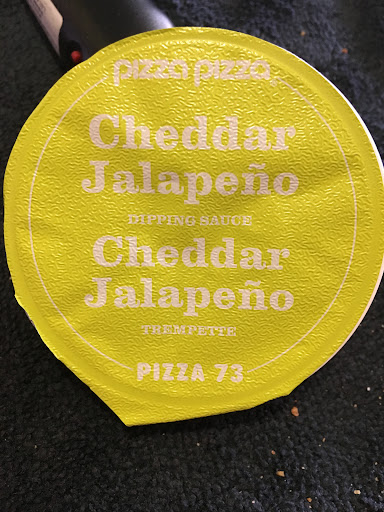 pizza pizza
Cheddar
Jalapeño
DIPPING SAUCE
Cheddar
Jalapeño
TREMPETTE
PIZZA 73